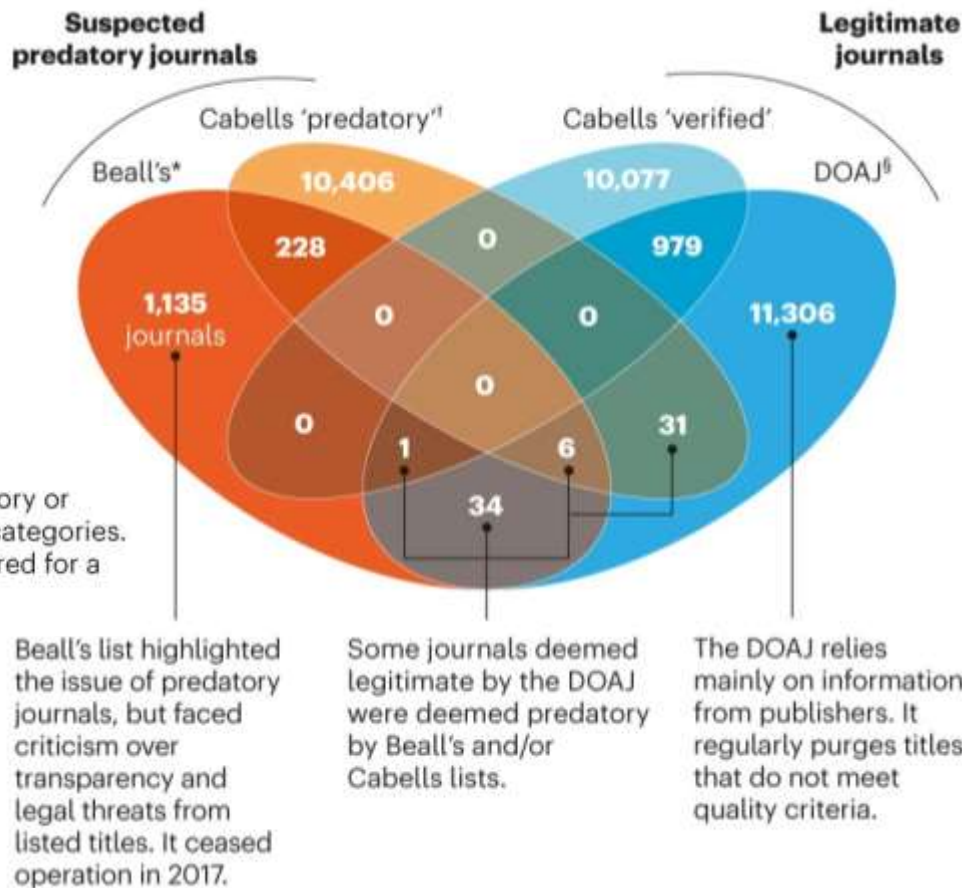 Suspected
predatory journals
Legitimate
journals
Cabells ‘predatory’†
Cabells ‘verified’
Beall’s*
DOAJ§
10,406
10,077
228
0
979
1,135
journals
0
0
11,306
0
0
1
6
31
34
ory or
categories.
red for a
Beall’s list highlighted
the issue of predatory
journals, but faced
criticism over
transparency and
legal threats from
listed titles. It ceased
operation in 2017.
Some journals deemed
legitimate by the DOAJ
were deemed predatory
by Beall’s and/or
Cabells lists.
The DOAJ relies
mainly on information
from publishers. It
regularly purges titles
that do not meet
quality criteria.